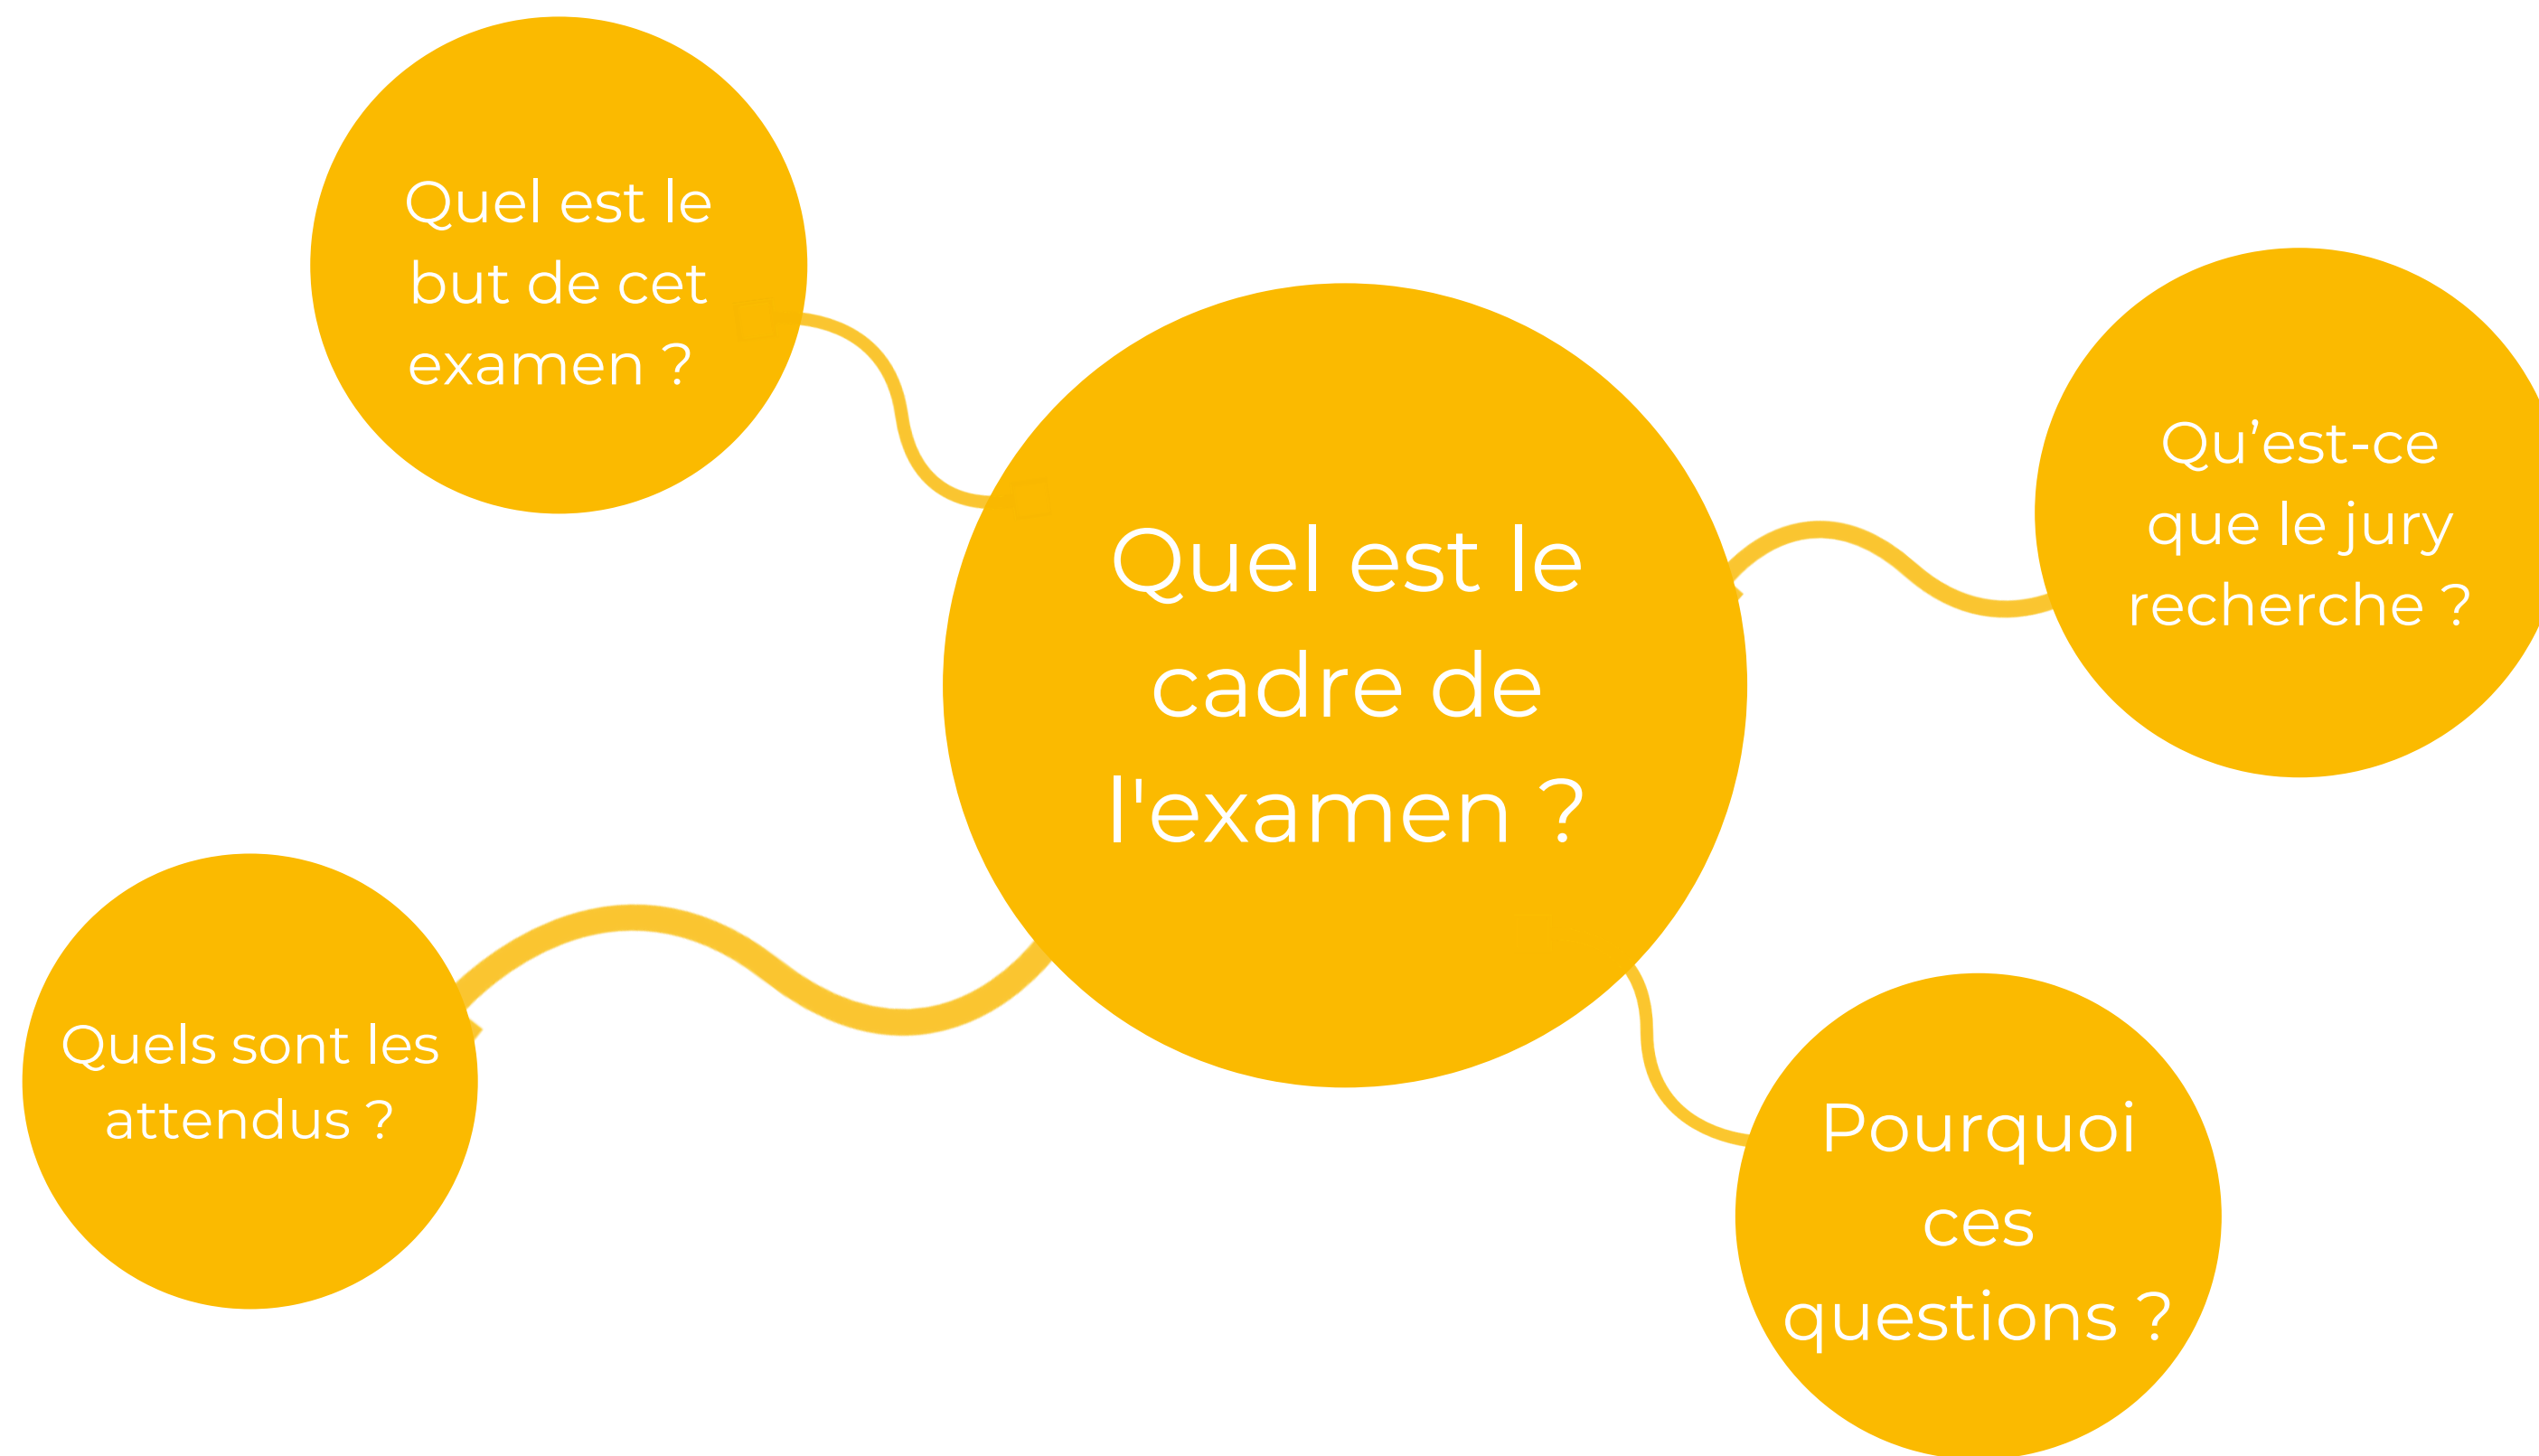 Quel est le
but de cet
examen ?
Qu’est-ce
que le jury
recherche ?
Quel est le
cadre de
l'examen ?
Quels sont les
attendus ?
Pourquoi
ces
questions ?